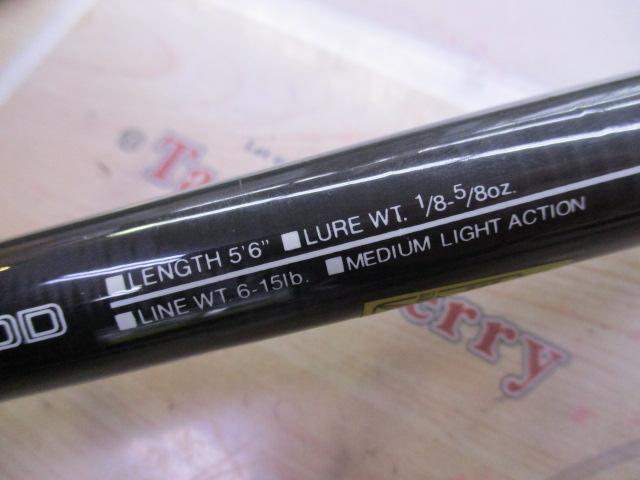 ■LENGTH 5'6" ■LURE WT. 1/8-5/8oz.
■LINE WT. 6-15lb. ■MEDIUM LIGHT ACTION